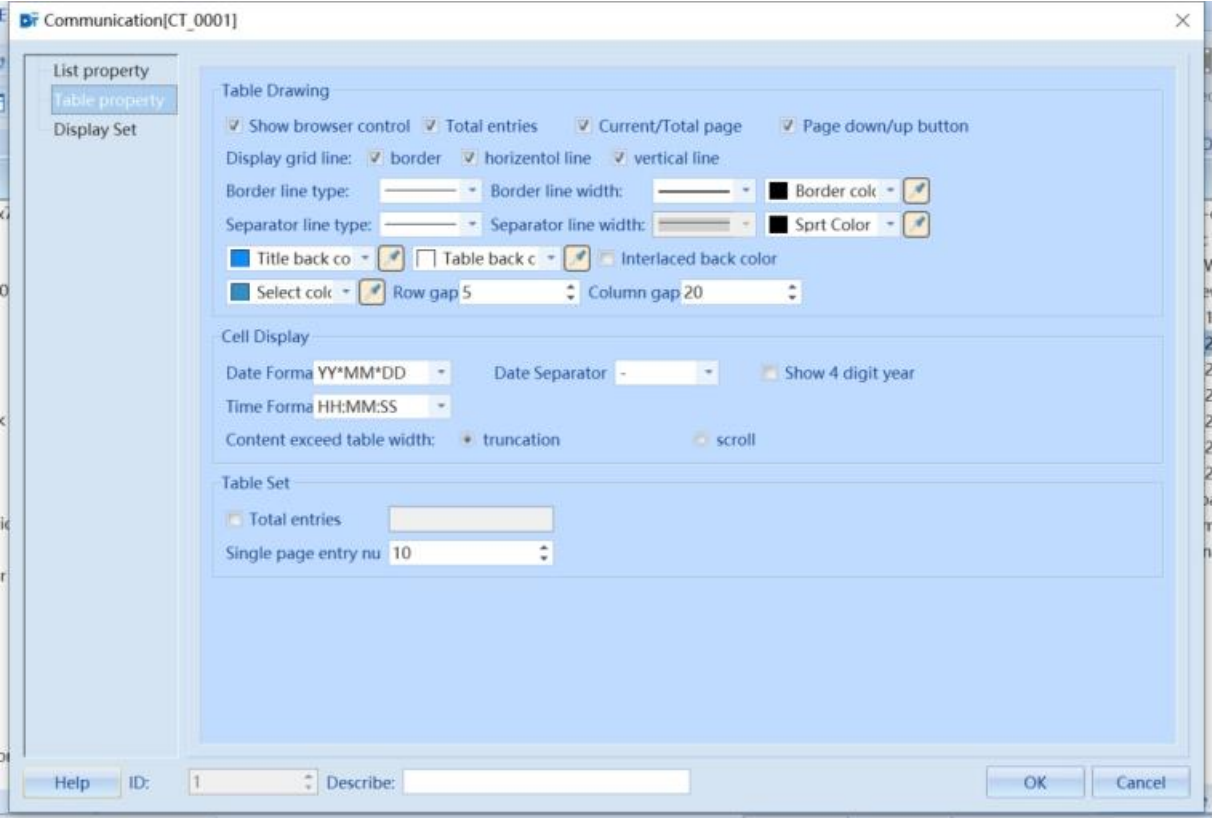 DT Communication[CT_0001]
List property
Table property
Display Set
Table Drawing
Show browser control Total entries Current/Total page Page down/up button
Display grid line: border horizentol line vertical line
Border line type: Border line width: Border colc
Separator line type: Separator line width: Sprt Color
Title back co Table back c Interlaced back color
Select colc Row gap 5 Column gap 20
Cell Display
Date Forma YY*MM*DD Date Separator - Show 4 digit year
Time Forma HH:MM:SS
Content exceed table width: truncation scroll
Table Set
Total entries
Single page entry nu 10
Help ID: 1 Describe: OK Cancel